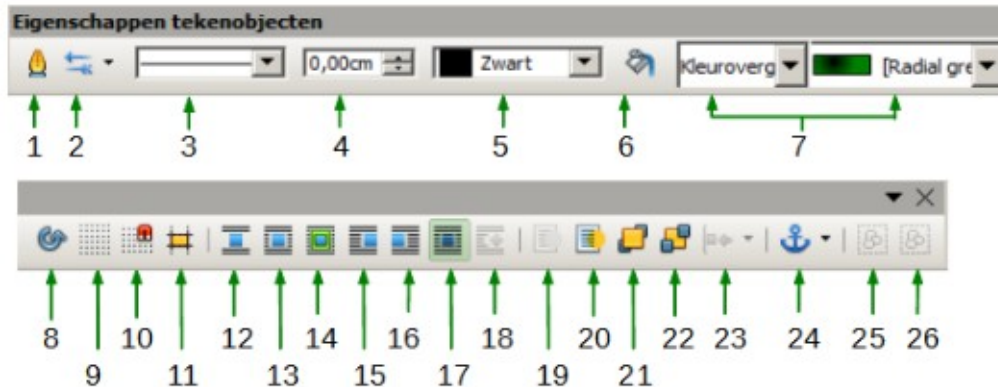 Eigenschappen tekenobjecten
0,00cm Zwart Kleuroverg [Radial gre
1 2 3 4 5 6 7
8 10 12 14 16 18 20 22 23 24 25 26
9 11 13 15 17 19 21